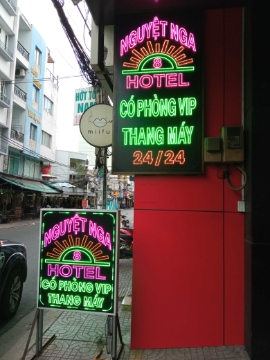 NGUYỆT NGA
8
HOTEL
CÓ PHÒNG VIP
THANG MÁY
24/24
miifu
NGUYỆT NGA
8
HOTEL
CÓ PHÒNG VIP
THANG MÁY